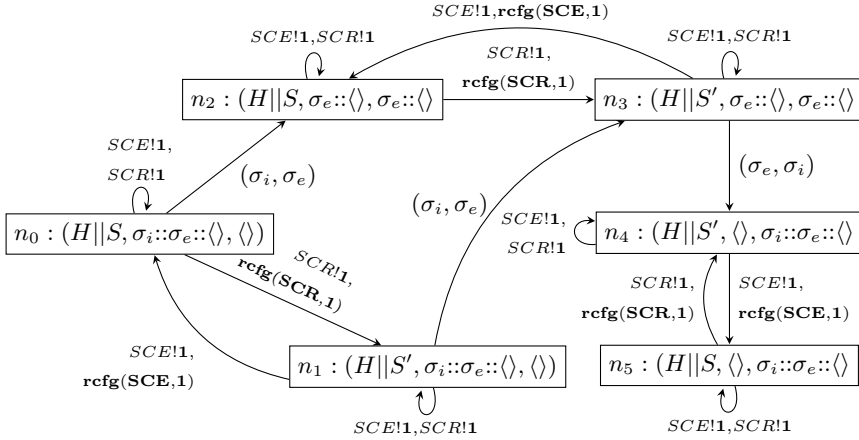 SCE!1,rcfg(SCE,1)
SCE!1,SCR!1
SCR!1,
rcfg(SCR,1)
SCE!1,SCR!1
n₂ : (H||S, σₑ::⟨⟩, σₑ::⟨⟩
n₃ : (H||S′, σₑ::⟨⟩, σₑ::⟨⟩
SCE!1,
SCR!1
(σᵢ, σₑ)
(σᵢ, σₑ)
(σₑ, σᵢ)
SCE!1,
SCR!1
n₀ : (H||S, σᵢ::σₑ::⟨⟩, ⟨⟩)
n₄ : (H||S′, ⟨⟩, σᵢ::σₑ::⟨⟩
SCR!1,
rcfg(SCR,1)
SCR!1,
rcfg(SCR,1)
SCE!1,
rcfg(SCE,1)
SCE!1,
rcfg(SCE,1)
n₁ : (H||S′, σᵢ::σₑ::⟨⟩, ⟨⟩)
n₅ : (H||S, ⟨⟩, σᵢ::σₑ::⟨⟩
SCE!1,SCR!1
SCE!1,SCR!1